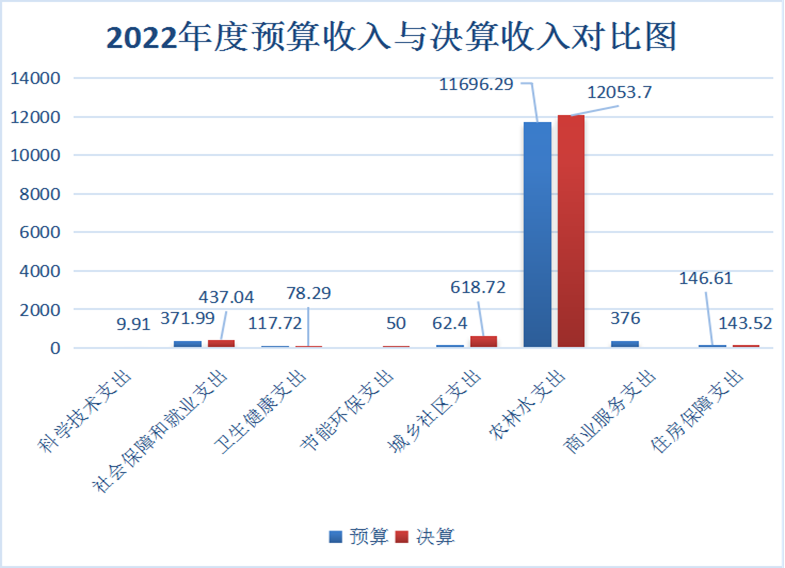 2022年度预算收入与决算收入对比图
14000
12000
10000
8000
6000
4000
2000
0
9.91
371.99
437.04
117.72
78.29
50
62.4
618.72
11696.29
12053.7
376
146.61
143.52
科学技术支出
社会保障和就业支出
卫生健康支出
节能环保支出
城乡社区支出
农林水支出
商业服务支出
住房保障支出
预算
决算